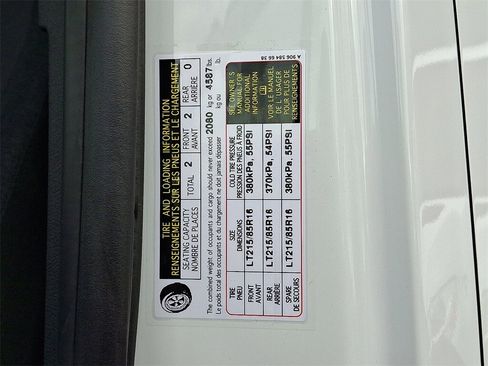 TIRE AND LOADING INFORMATION
RENSEIGNEMENTS SUR LES PNEUS ET LE CHARGEMENT
SEATING CAPACITY TOTAL 2 FRONT 2 REAR 0
NOMBRE DE PLACES AVANT ARRIÈRE
The combined weight of occupants and cargo should never exceed 2080 kg or 4587 lbs.
Le poids total des occupants et du chargement ne doit jamais dépasser kg ou lb.
TIRE SIZE COLD TIRE PRESSURE SEE OWNER'S
PNEU DIMENSIONS PRESSION DES PNEUS À FROID MANUAL FOR
FRONT LT215/85R16 380kPa, 55PSI ADDITIONAL
AVANT INFORMATION
REAR LT215/85R16 370kPa, 54PSI VOIR LE MANUEL
ARRIÈRE DE L'USAGER
SPARE LT215/85R16 380kPa, 55PSI POUR PLUS DE
DE SECOURS RENSEIGNEMENTS
A 906 584 66 38